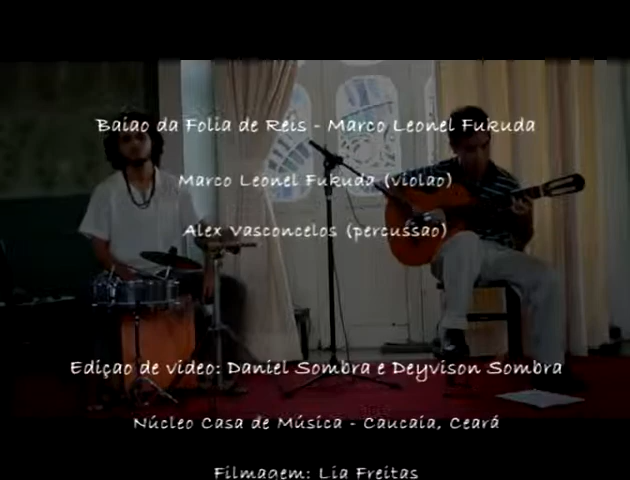 Baiao da Folia de Reis - Marco Leonel Fukuda
Marco Leonel Fukuda (violao)
Alex Vasconcelos (percussao)
Ediçao de video: Daniel Sombra e Deyvison Sombra
Núcleo Casa de Música - Caucaia, Ceará
Filmagem: Lia Freitas